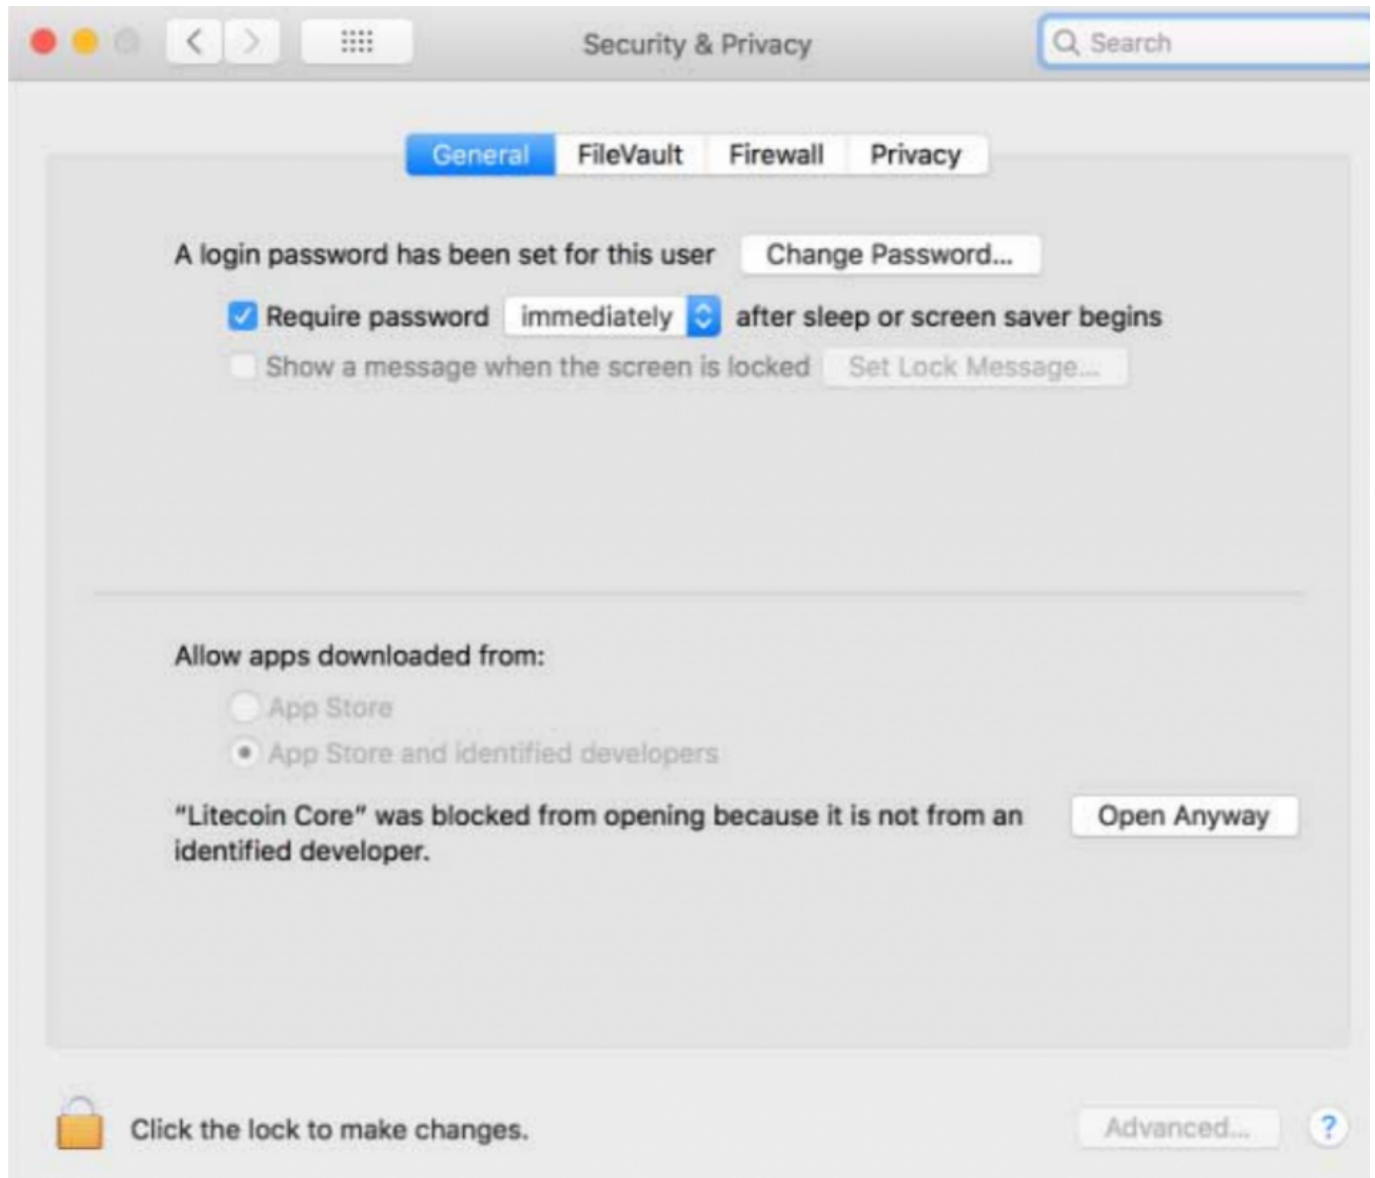 Security & Privacy
Search
General FileVault Firewall Privacy
A login password has been set for this user Change Password...
Require password immediately after sleep or screen saver begins
Show a message when the screen is locked Set Lock Message...
Allow apps downloaded from:
App Store
App Store and identified developers
“Litecoin Core” was blocked from opening because it is not from an Open Anyway
identified developer.
Click the lock to make changes. Advanced... ?